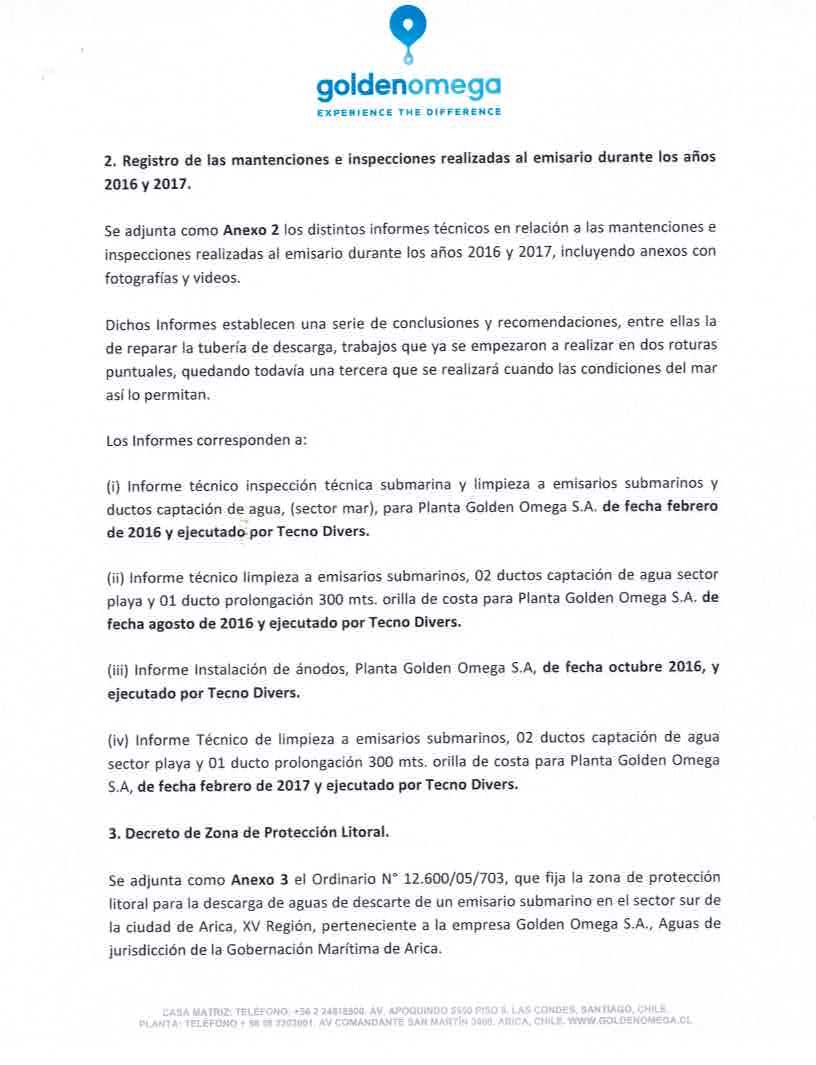 goldenomega
EXPERIENCE THE DIFFERENCE
2. Registro de las mantenciones e inspecciones realizadas al emisario durante los años
2016 y 2017.
Se adjunta como Anexo 2 los distintos informes técnicos en relación a las mantenciones e
inspecciones realizadas al emisario durante los años 2016 y 2017, incluyendo anexos con
fotografías y videos.
Dichos Informes establecen una serie de conclusiones y recomendaciones, entre ellas la
de reparar la tubería de descarga, trabajos que ya se empezaron a realizar en dos roturas
puntuales, quedando todavía una tercera que se realizará cuando las condiciones del mar
así lo permitan.
Los Informes corresponden a:
(i) Informe técnico inspección técnica submarina y limpieza a emisarios submarinos y
ductos captación de agua, (sector mar), para Planta Golden Omega S.A. de fecha febrero
de 2016 y ejecutado por Tecno Divers.
(ii) Informe técnico limpieza a emisarios submarinos, 02 ductos captación de agua sector
playa y 01 ducto prolongación 300 mts. orilla de costa para Planta Golden Omega S.A. de
fecha agosto de 2016 y ejecutado por Tecno Divers.
(iii) Informe Instalación de ánodos, Planta Golden Omega S.A, de fecha octubre 2016, y
ejecutado por Tecno Divers.
(iv) Informe Técnico de limpieza a emisarios submarinos, 02 ductos captación de agua
sector playa y 01 ducto prolongación 300 mts. orilla de costa para Planta Golden Omega
S.A, de fecha febrero de 2017 y ejecutado por Tecno Divers.
3. Decreto de Zona de Protección Litoral.
Se adjunta como Anexo 3 el Ordinario N° 12.600/05/703, que fija la zona de protección
litoral para la descarga de aguas de descarte de un emisario submarino en el sector sur de
la ciudad de Arica, XV Región, perteneciente a la empresa Golden Omega S.A., Aguas de
jurisdicción de la Gobernación Marítima de Arica.
CASA MATRIZ: TELÉFONO: +56 2 AV. APOQUINDO 5550 PISO LAS CONDES, SANTIAGO, CHILE.
PLANTA: TELÉFONO + AV COMANDANTE SAN MARTÍN ARICA, CHILE. WWW.GOLDENOMEGA.CL